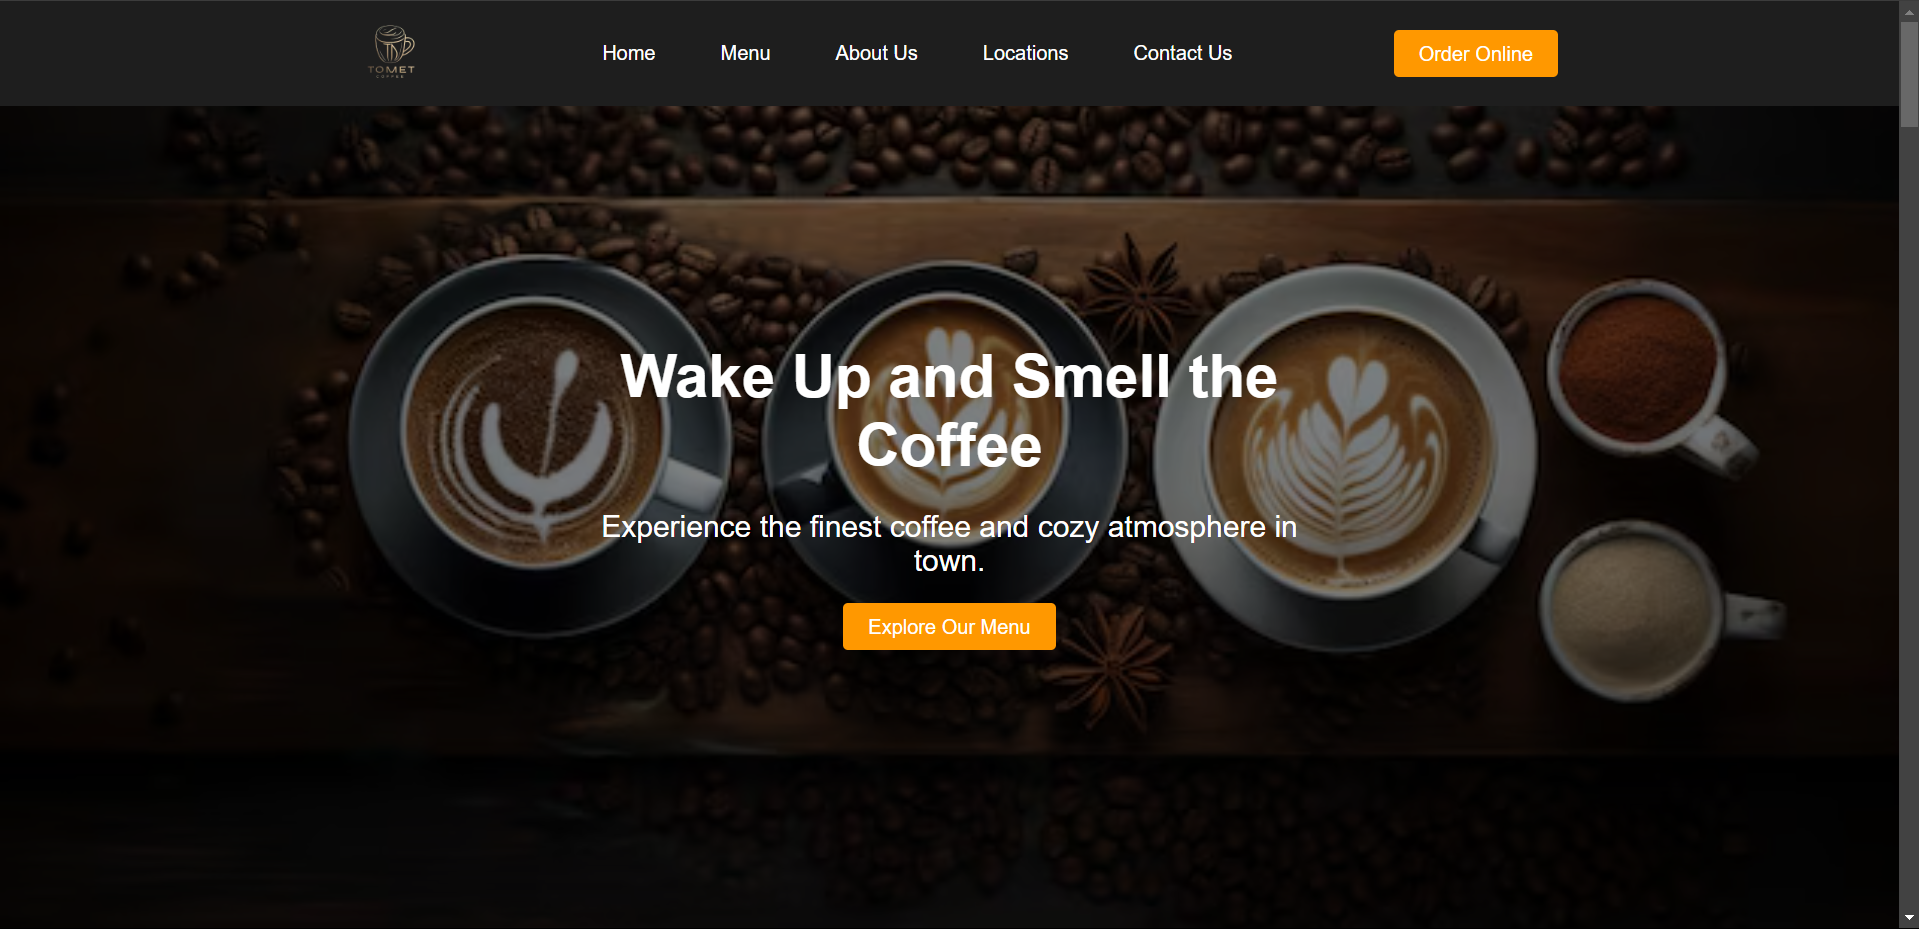 TOMET
COFFEE
Home
Menu
About Us
Locations
Contact Us
Order Online
Wake Up and Smell the
Coffee
Experience the finest coffee and cozy atmosphere in
town.
Explore Our Menu